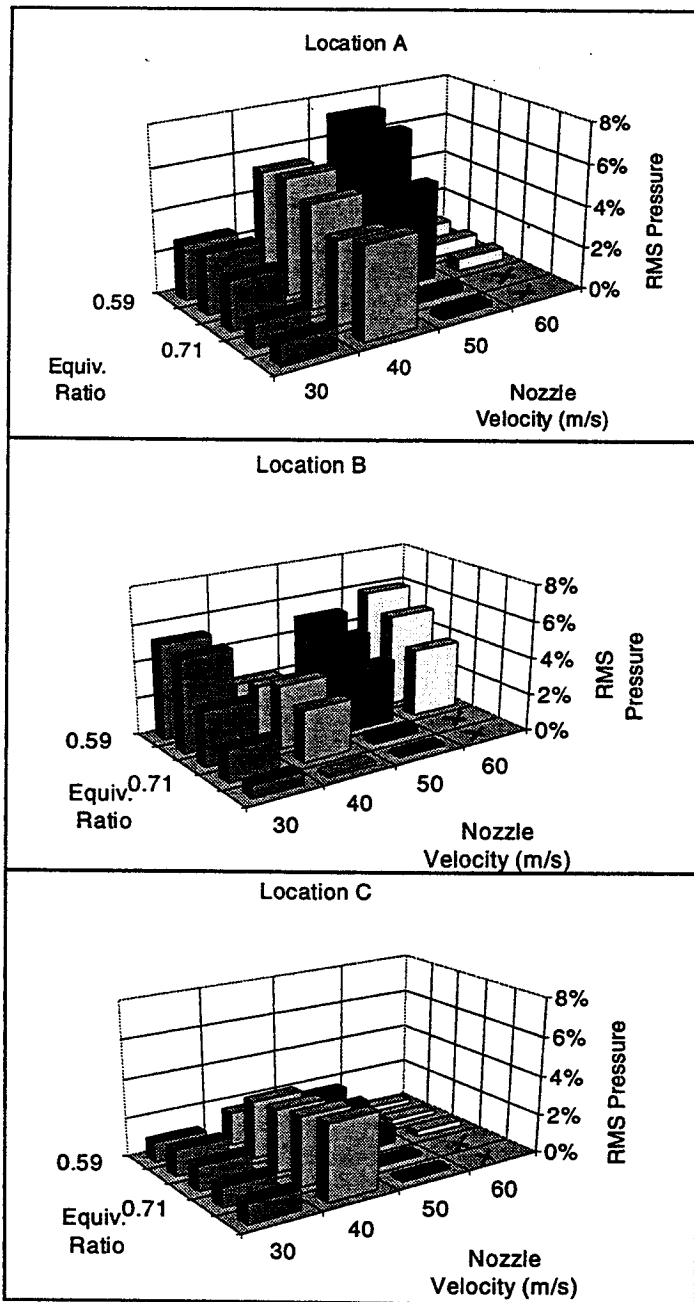 Location A
8%
6%
4%
2%
0%
RMS Pressure
0.59
0.71
Equiv.
Ratio
30
40
50
60
Nozzle
Velocity (m/s)
Location B
8%
6%
4%
2%
0%
RMS
Pressure
0.59
0.71
Equiv.
Ratio
30
40
50
60
Nozzle
Velocity (m/s)
Location C
8%
6%
4%
2%
0%
RMS Pressure
0.59
0.71
Equiv.
Ratio
30
40
50
60
Nozzle
Velocity (m/s)